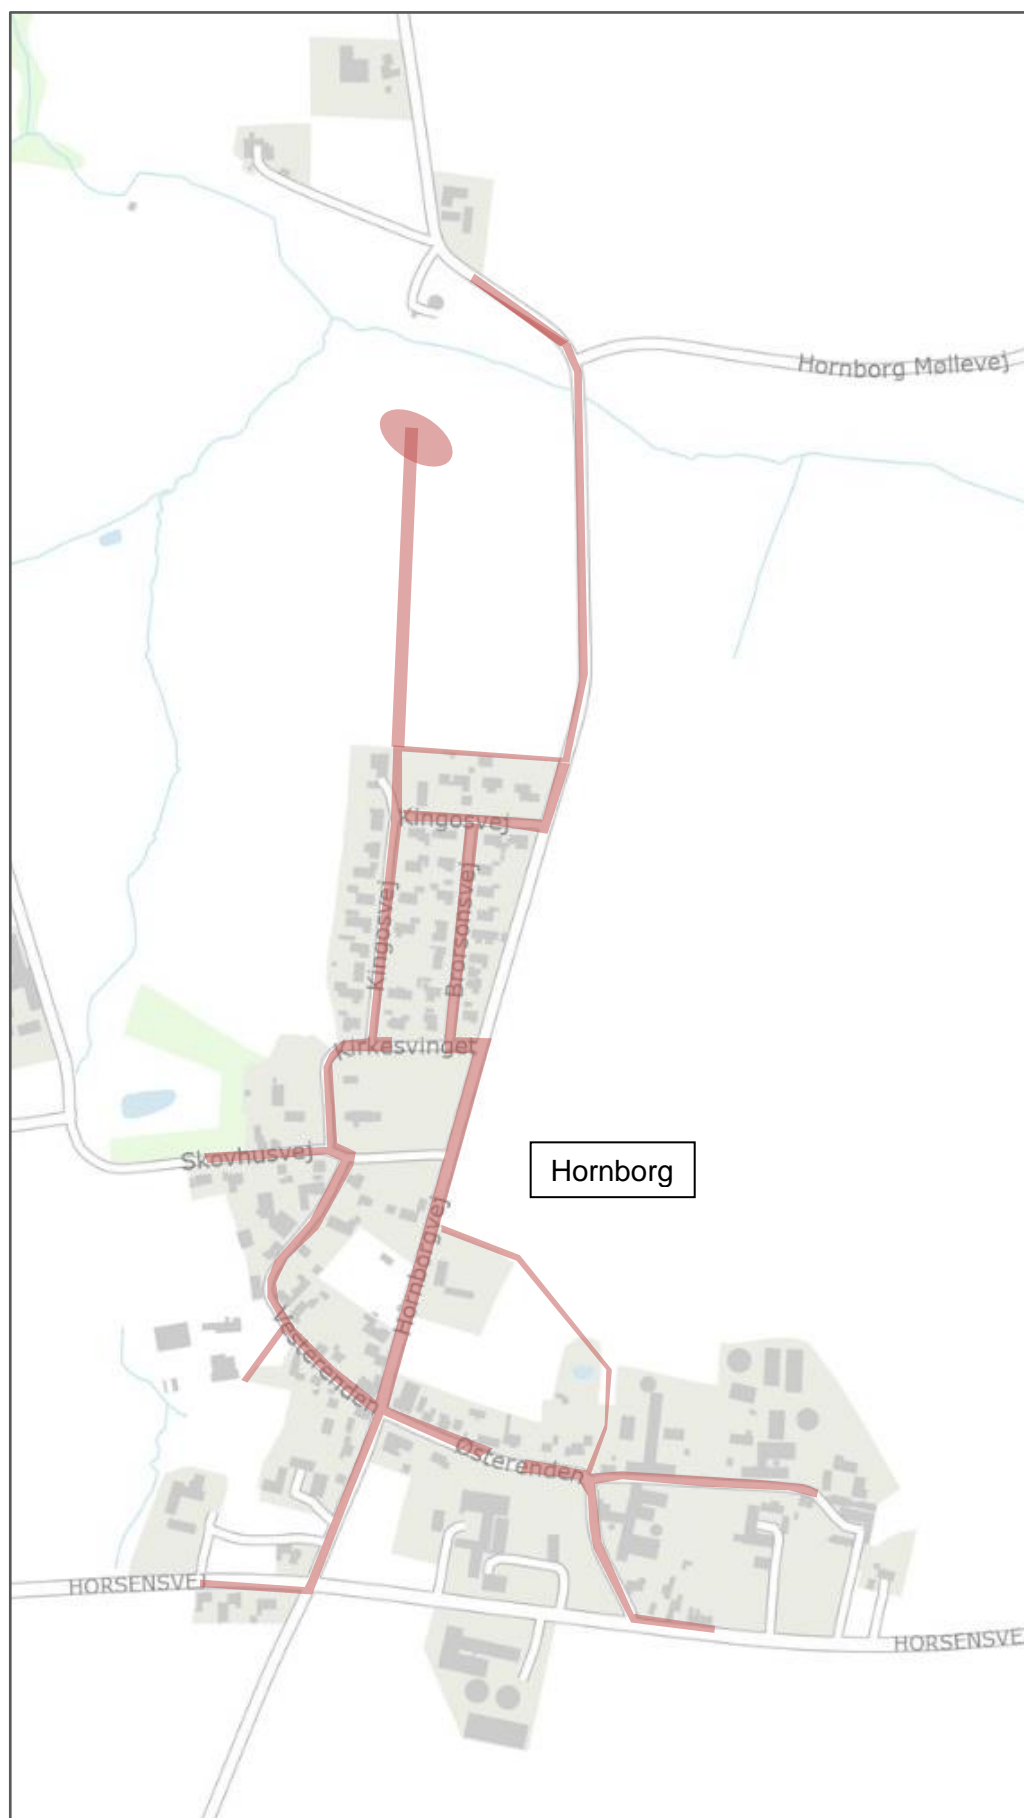 Hornborg Møllevej
Kingosvej
Kingosvej
Brorsonsvej
Kirkesvinget
Skovhusvej
Hornborg
Hornborgvej
Vesterenden
Østerenden
HORSENSVEJ
HORSENSVE